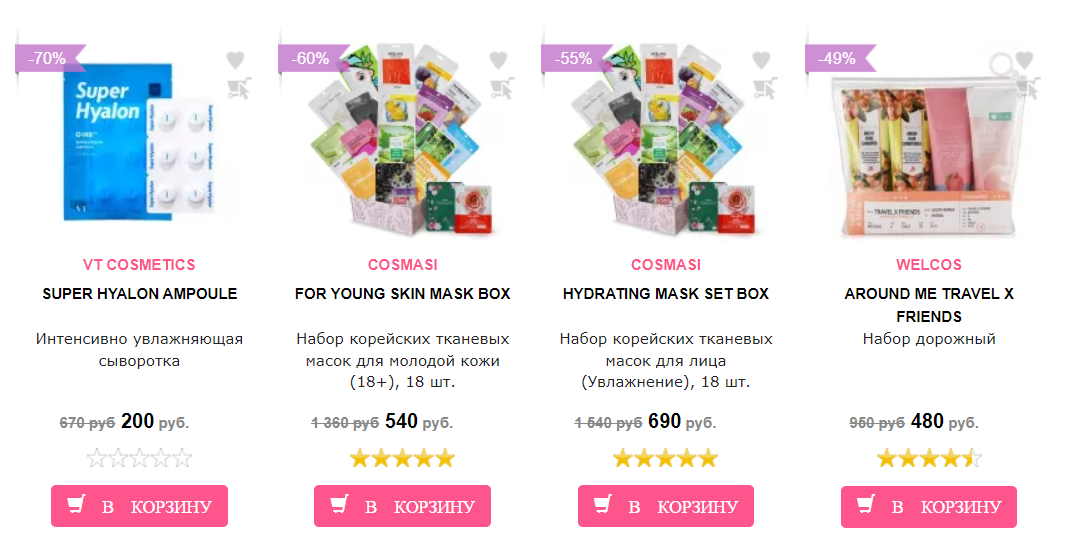 -70%
Super
Hyalon
VT
VT COSMETICS
SUPER HYALON AMPOULE
Интенсивно увлажняющая
сыворотка
670 руб 200 руб.
В КОРЗИНУ
-60%
COSMASI
FOR YOUNG SKIN MASK BOX
Набор корейских тканевых
масок для молодой кожи
(18+), 18 шт.
1 360 руб 540 руб.
В КОРЗИНУ
-55%
COSMASI
HYDRATING MASK SET BOX
Набор корейских тканевых
масок для лица
(Увлажнение), 18 шт.
1 540 руб 690 руб.
В КОРЗИНУ
-49%
TRAVEL X FRIENDS
WELCOS
AROUND ME TRAVEL X
FRIENDS
Набор дорожный
950 руб 480 руб.
В КОРЗИНУ